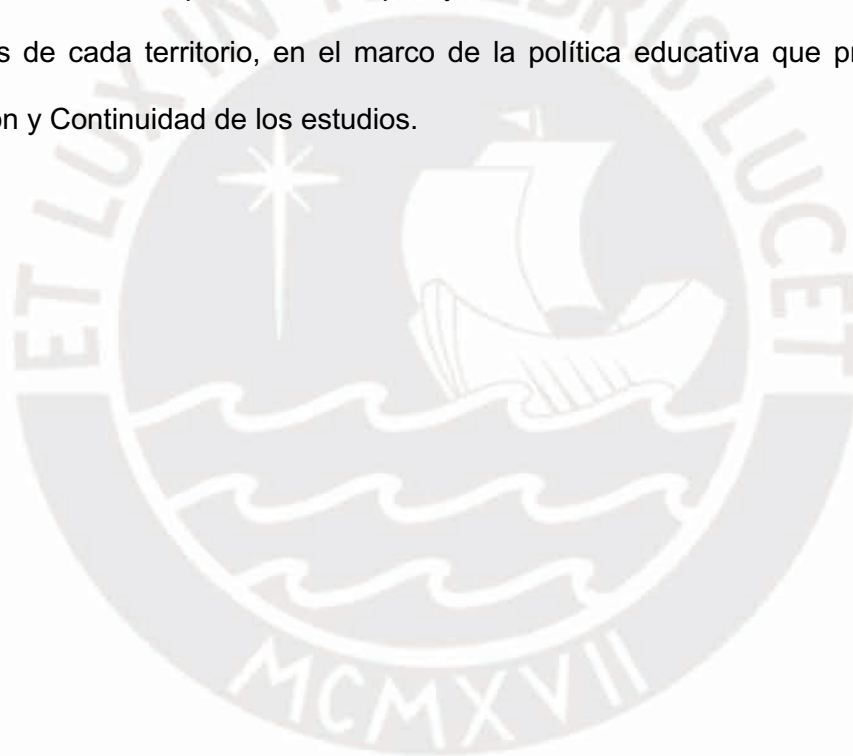 s de cada territorio, en el marco de la política educativa que pr
n y Continuidad de los estudios.
ET LUX IN LUCET
MCMXVII